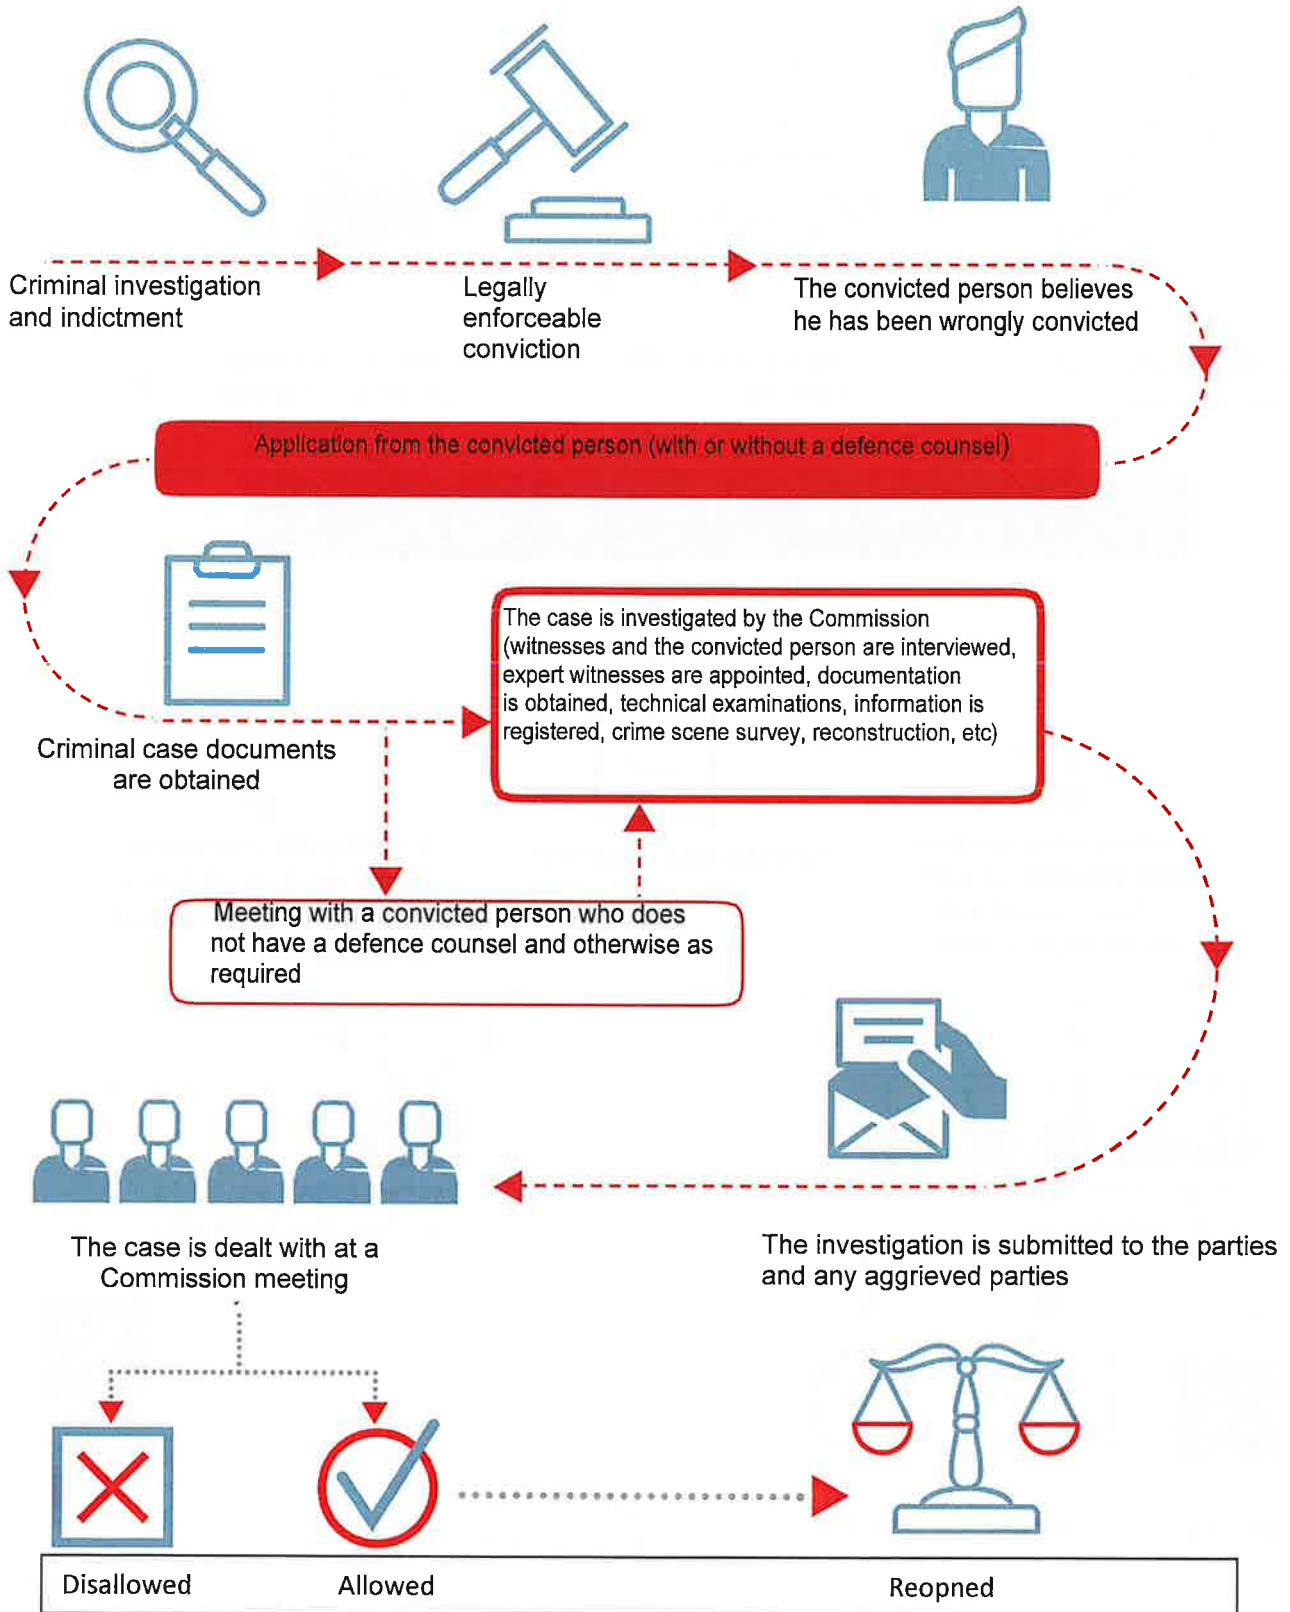 Criminal investigation
and indictment
Legally
enforceable
conviction
The convicted person believes
he has been wrongly convicted
Application from the convicted person (with or without a defence counsel)
The case is investigated by the Commission
(witnesses and the convicted person are interviewed,
expert witnesses are appointed, documentation
is obtained, technical examinations, information is
registered, crime scene survey, reconstruction, etc)
Criminal case documents
are obtained
Meeting with a convicted person who does
not have a defence counsel and otherwise as
required
The case is dealt with at a
Commission meeting
The investigation is submitted to the parties
and any aggrieved parties
Disallowed
Allowed
Reopned